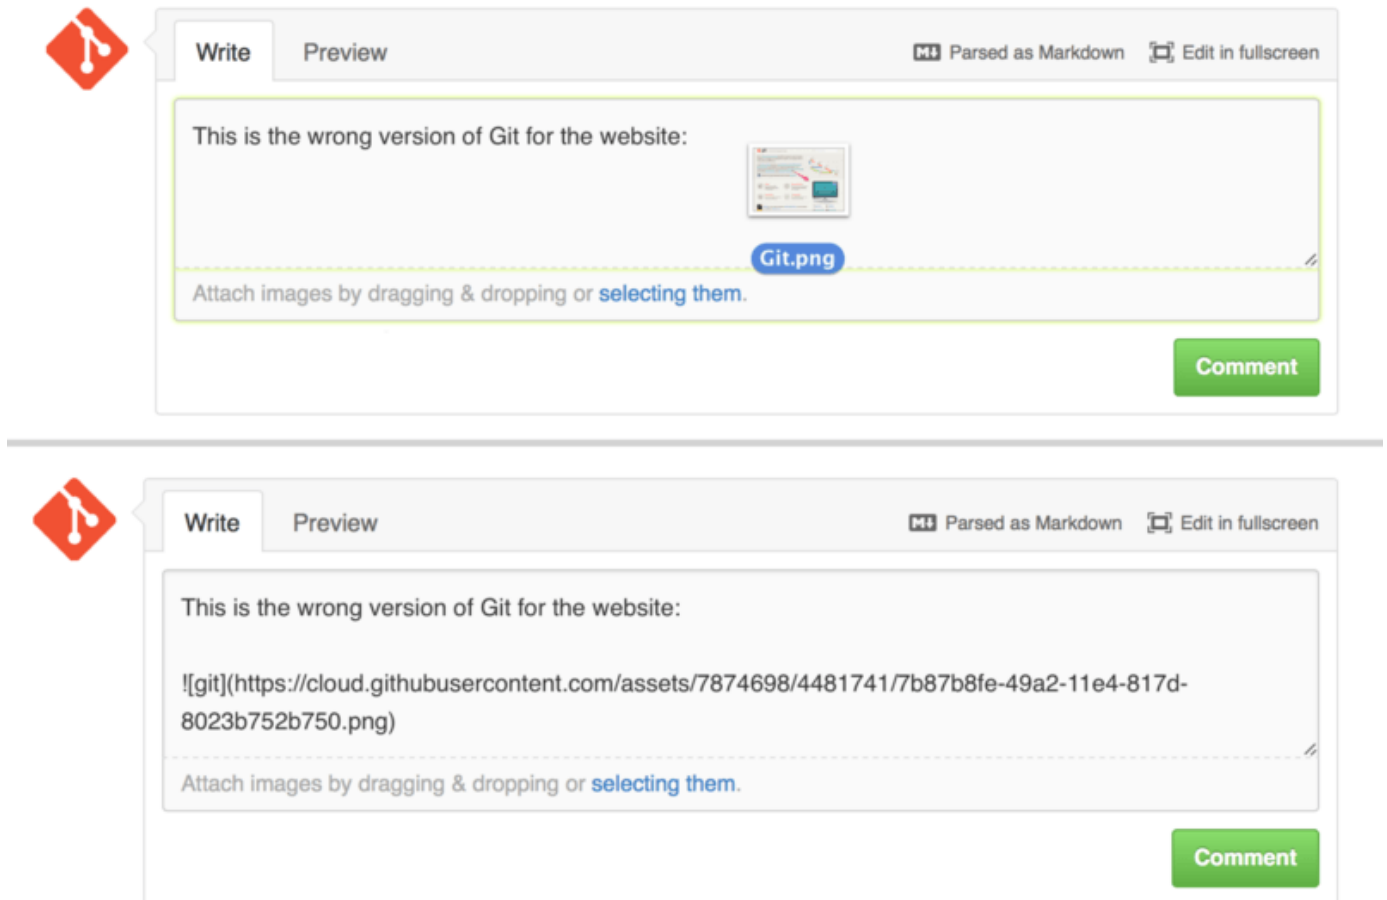 Write
Preview
Parsed as Markdown
Edit in fullscreen
This is the wrong version of Git for the website:
Git.png
Attach images by dragging & dropping or selecting them.
Comment
Write
Preview
Parsed as Markdown
Edit in fullscreen
This is the wrong version of Git for the website:
![git](https://cloud.githubusercontent.com/assets/7874698/4481741/7b87b8fe-49a2-11e4-817d-
8023b752b750.png)
Attach images by dragging & dropping or selecting them.
Comment